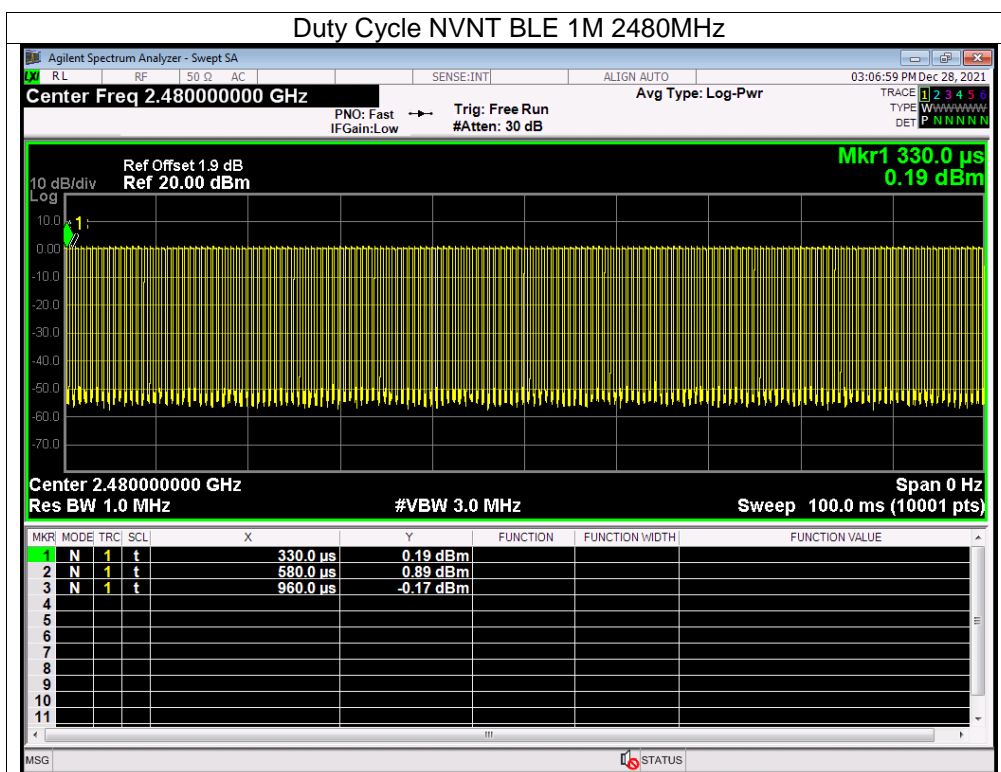 Duty Cycle NVNT BLE 1M 2480MHz
Agilent Spectrum Analyzer - Swept SA
LXI RL RF 50 Ω AC SENSE:INT ALIGN AUTO 03:06:59 PM Dec 28, 2021
Center Freq 2.480000000 GHz Avg Type: Log-Pwr TRACE 1 2 3 4 5 6
PNO: Fast Trig: Free Run TYPE WWWWWW
IFGain:Low #Atten: 30 dB DET P N N N N N
Mkr1 330.0 µs
Ref Offset 1.9 dB 0.19 dBm
10 dB/div Ref 20.00 dBm
Log
10.0
1
0.00
-10.0
-20.0
-30.0
-40.0
-50.0
-60.0
-70.0
Center 2.480000000 GHz Span 0 Hz
Res BW 1.0 MHz #VBW 3.0 MHz Sweep 100.0 ms (10001 pts)
MKR MODE TRC SCL X Y FUNCTION FUNCTION WIDTH FUNCTION VALUE
1 N 1 t 330.0 µs 0.19 dBm
2 N 1 t 580.0 µs 0.89 dBm
3 N 1 t 960.0 µs -0.17 dBm
4
5
6
7
8
9
10
11
MSG STATUS